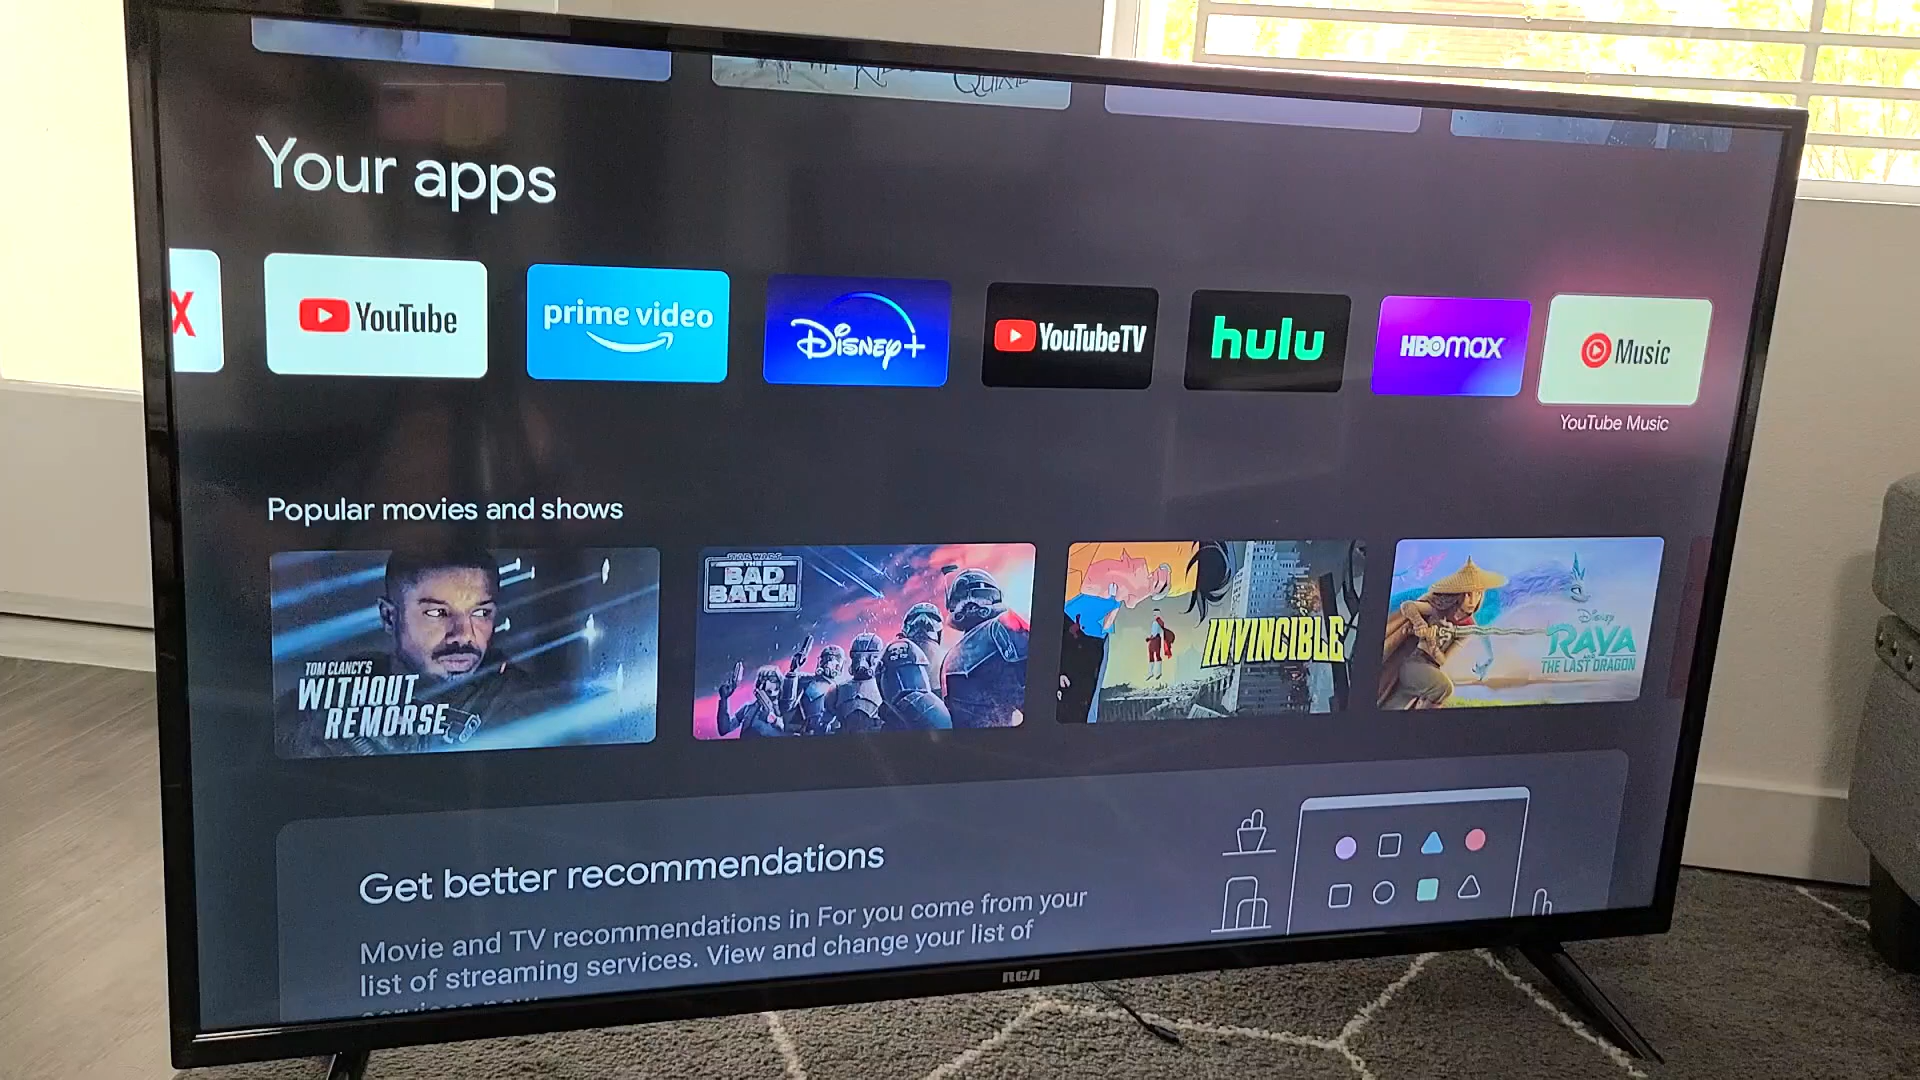 Your apps
X
YouTube
prime video
Disney+
YouTubeTV
hulu
HBOmax
Music
YouTube Music
Popular movies and shows
TOM CLANCY'S
WITHOUT
REMORSE
STAR WARS
THE
BAD
BATCH
INVINCIBLE
Disney
RAYA
AND
THE LAST DRAGON
Get better recommendations
Movie and TV recommendations in For you come from your
list of streaming services. View and change your list of
RCA